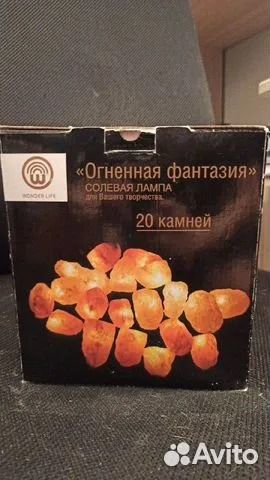 WONDER LIFE
«Огненная фантазия»
СОЛЕВАЯ ЛАМПА
для Вашего творчества.
20 камней
Avito